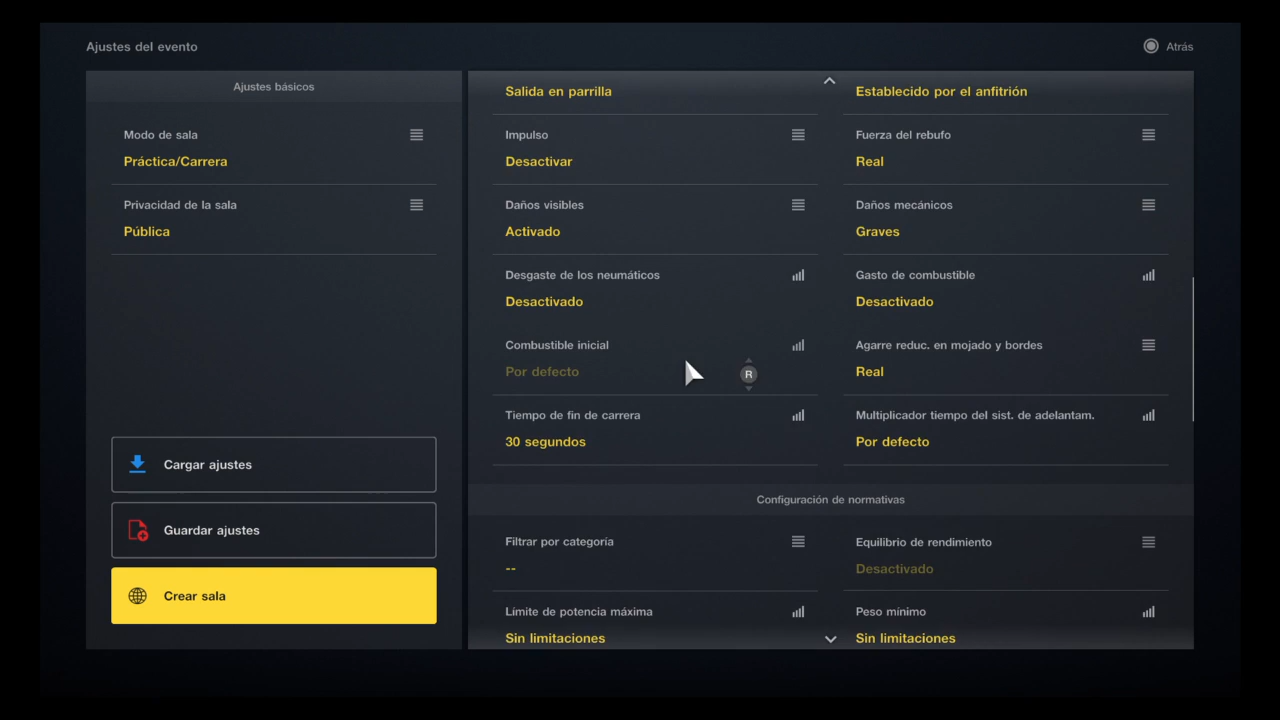 Ajustes del evento
Atrás
Ajustes básicos
Modo de sala
Práctica/Carrera
Privacidad de la sala
Pública
Cargar ajustes
Guardar ajustes
Crear sala
Salida en parrilla
Establecido por el anfitrión
Impulso
Desactivar
Fuerza del rebufo
Real
Daños visibles
Activado
Daños mecánicos
Graves
Desgaste de los neumáticos
Desactivado
Gasto de combustible
Desactivado
Combustible inicial
Por defecto
R
Agarre reduc. en mojado y bordes
Real
Tiempo de fin de carrera
30 segundos
Multiplicador tiempo del sist. de adelantam.
Por defecto
Configuración de normativas
Filtrar por categoría
--
Equilibrio de rendimiento
Desactivado
Límite de potencia máxima
Sin limitaciones
Peso mínimo
Sin limitaciones